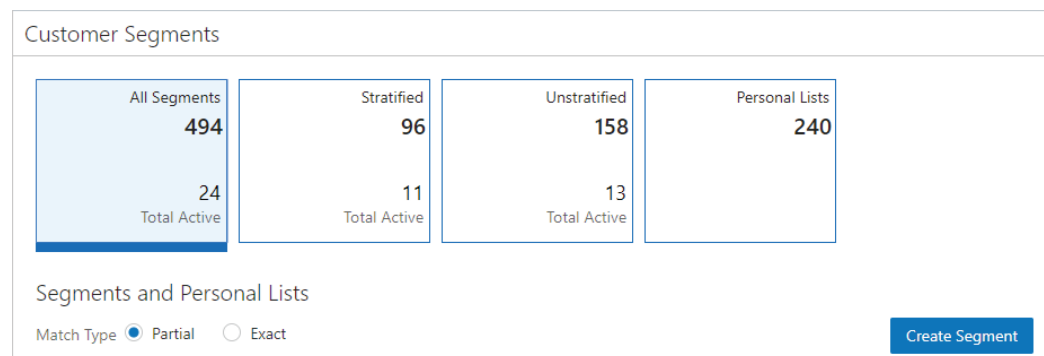 Customer Segments
All Segments Stratified Unstratified Personal Lists
494 96 158 240
24 11 13
Total Active Total Active Total Active
Segments and Personal Lists
Match Type Partial Exact Create Segment